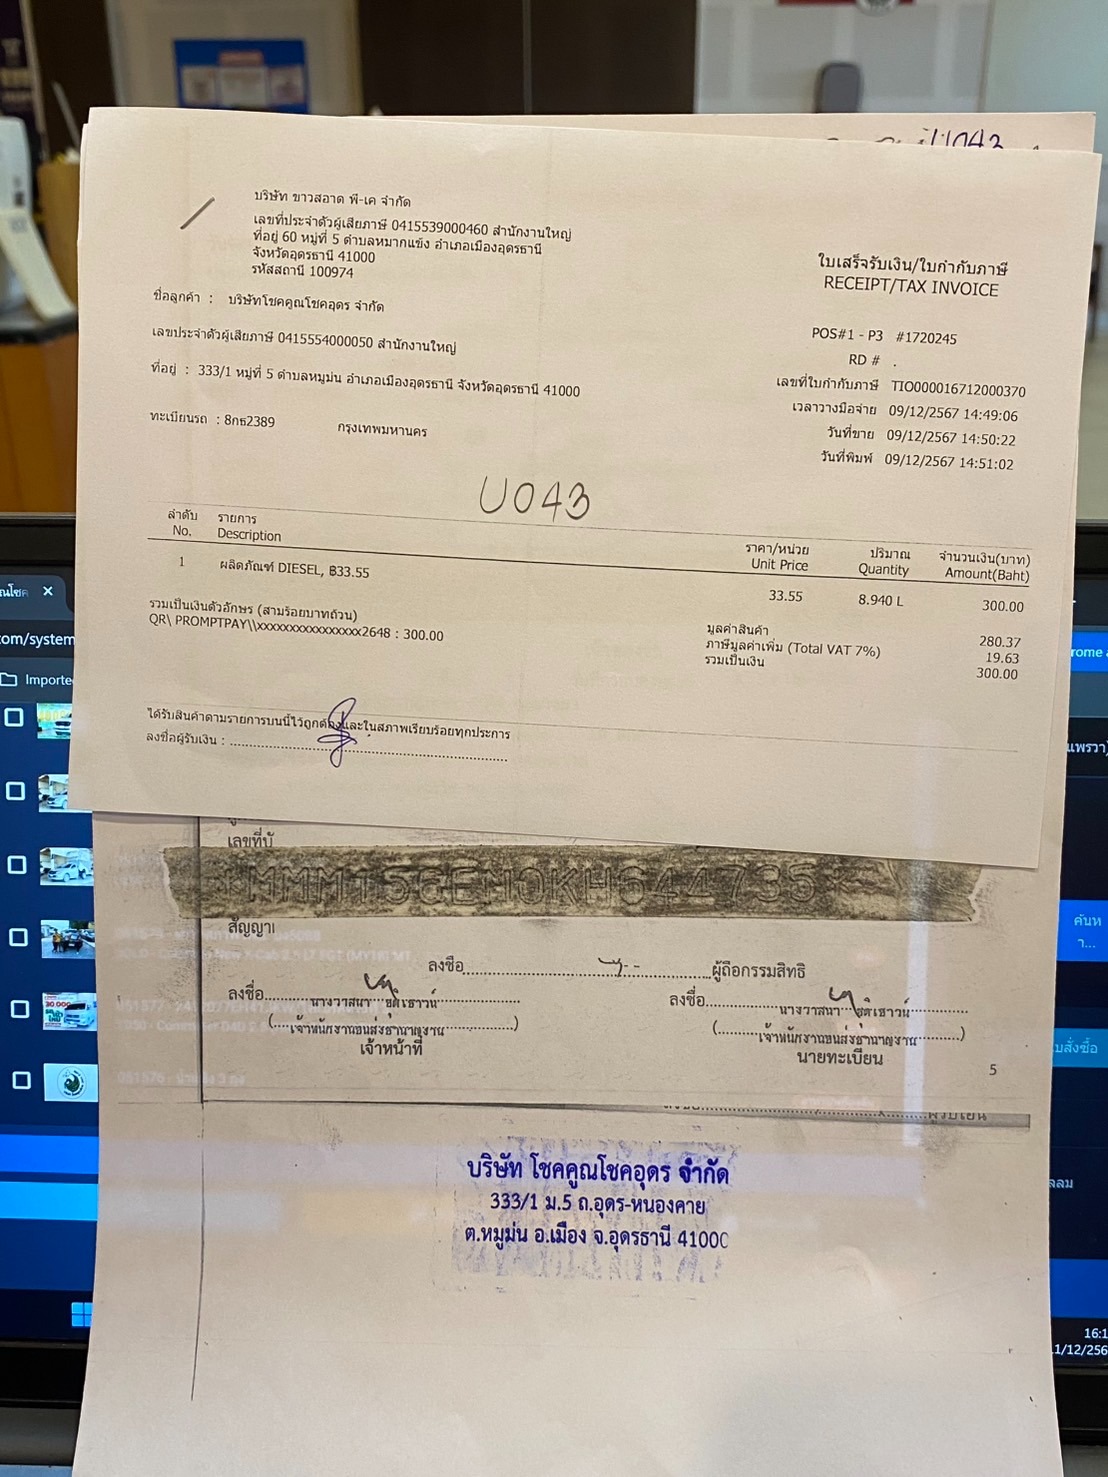 U043
บริษัท ขาวสอาด พี-เค จำกัด
เลขที่ประจำตัวผู้เสียภาษี 0415539000460 สำนักงานใหญ่
ที่อยู่ 60 หมู่ที่ 5 ตำบลหมากแข้ง อำเภอเมืองอุดรธานี
จังหวัดอุดรธานี 41000
รหัสสถานี 100974
ใบเสร็จรับเงิน/ใบกำกับภาษี
RECEIPT/TAX INVOICE
ชื่อลูกค้า : บริษัทโชคคูณโชคอุดร จำกัด
เลขประจำตัวผู้เสียภาษี 0415554000050 สำนักงานใหญ่
ที่อยู่ : 333/1 หมู่ที่ 5 ตำบลหมูม่น อำเภอเมืองอุดรธานี จังหวัดอุดรธานี 41000
ทะเบียนรถ : 8กธ2389 กรุงเทพมหานคร
POS#1 - P3 #1720245
RD # .
เลขที่ใบกำกับภาษี TIO000016712000370
เวลาวางมือจ่าย 09/12/2567 14:49:06
วันที่ขาย 09/12/2567 14:50:22
วันที่พิมพ์ 09/12/2567 14:51:02
U043
ลำดับ รายการ ราคา/หน่วย ปริมาณ จำนวนเงิน(บาท)
No. Description Unit Price Quantity Amount(Baht)
1 ผลิตภัณฑ์ DIESEL, ฿33.55 33.55 8.940 L 300.00
รวมเป็นเงินตัวอักษร (สามร้อยบาทถ้วน)
QR\ PROMPTPAY\\xxxxxxxxxxxxxxxx2648 : 300.00
มูลค่าสินค้า 280.37
ภาษีมูลค่าเพิ่ม (Total VAT 7%) 19.63
รวมเป็นเงิน 300.00
ได้รับสินค้าตามรายการบนนี้ไว้ถูกต้องและในสภาพเรียบร้อยทุกประการ
ลงชื่อผู้รับเงิน :
เลขที่บั
*MMM156ENOKH644735*
สัญญาเ
ลงชื่อ ผู้ถือกรรมสิทธิ
ลงชื่อ ลงชื่อ
เจ้าหน้าที่ นายทะเบียน
5
บริษัท โชคคูณโชคอุดร จำกัด
333/1 ม.5 ถ.อุดร-หนองคาย
ต.หมูม่น อ.เมือง จ.อุดรธานี 41000
com/system
Importe
rome
แพรวา)
ค้นห
า...
บสั่งซื้อ
16:1
1/12/256